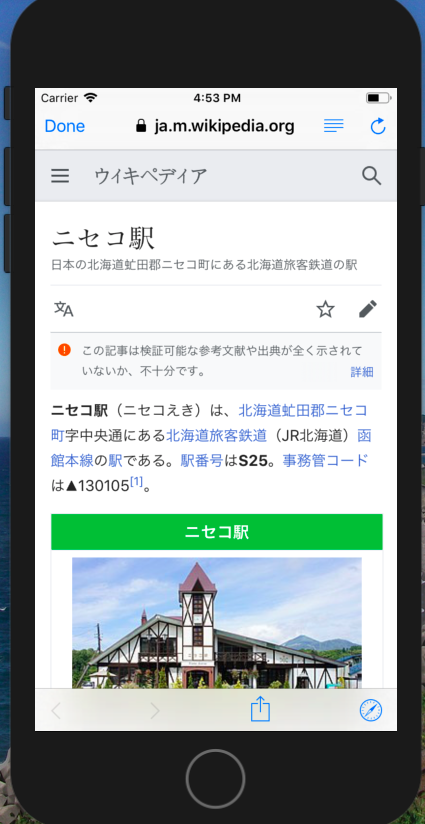 Carrier 4:53 PM
Done ja.m.wikipedia.org
ウィキペディア
ニセコ駅
日本の北海道虻田郡ニセコ町にある北海道旅客鉄道の駅
文A
この記事は検証可能な参考文献や出典が全く示されて
いないか、不十分です。
詳細
ニセコ駅（ニセコえき）は、北海道虻田郡ニセコ
町字中央通にある北海道旅客鉄道（JR北海道）函
館本線の駅である。駅番号はS25。事務管コード
は▲130105[1]。
ニセコ駅